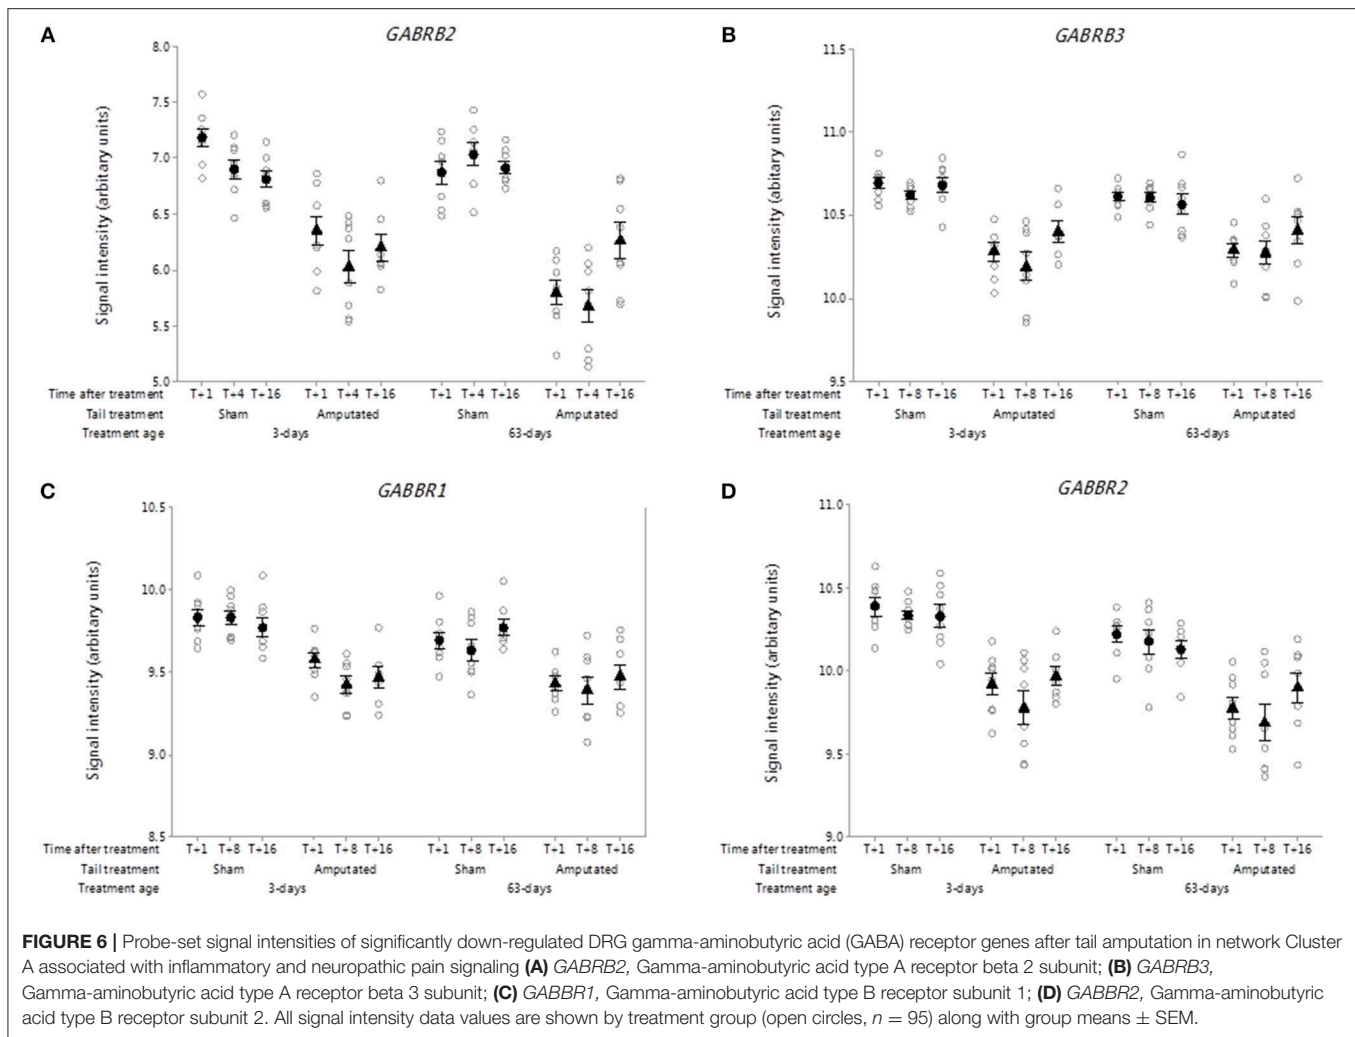 A
GABRB2
8.0
7.5
7.0
6.5
6.0
5.5
5.0
Signal intensity (arbitrary units)
T+1 T+4 T+16 T+1 T+4 T+16 T+1 T+4 T+16 T+1 T+4 T+16
Time after treatment
Tail treatment Sham Amputated Sham Amputated
Treatment age 3-days 63-days
B
GABRB3
11.5
11.0
10.5
10.0
9.5
Signal intensity (abitary units)
Time after treatment T+1 T+8 T+16 T+1 T+8 T+16 T+1 T+8 T+16 T+1 T+8 T+16
Tail treatment Sham Amputated Sham Amputated
Treatment age 3-days 63-days
C
GABBR1
10.5
10.0
9.5
9.0
8.5
Signal intensity (arbitary units)
Time after treatment T+1 T+8 T+16 T+1 T+8 T+16 T+1 T+8 T+16 T+1 T+8 T+16
Tail treatment Sham Amputated Sham Amputated
Treatment age 3-days 63-days
D
GABBR2
11.0
10.5
10.0
9.5
9.0
Signal intensity (arbitary units)
Time after treatment T+1 T+8 T+16 T+1 T+8 T+16 T+1 T+8 T+16 T+1 T+8 T+16
Tail treatment Sham Amputated Sham Amputated
Treatment age 3-days 63-days
FIGURE 6 | Probe-set signal intensities of significantly down-regulated DRG gamma-aminobutyric acid (GABA) receptor genes after tail amputation in network Cluster
A associated with inflammatory and neuropathic pain signaling (A) GABRB2, Gamma-aminobutyric acid type A receptor beta 2 subunit; (B) GABRB3,
Gamma-aminobutyric acid type A receptor beta 3 subunit; (C) GABBR1, Gamma-aminobutyric acid type B receptor subunit 1; (D) GABBR2, Gamma-aminobutyric
acid type B receptor subunit 2. All signal intensity data values are shown by treatment group (open circles, n = 95) along with group means ± SEM.